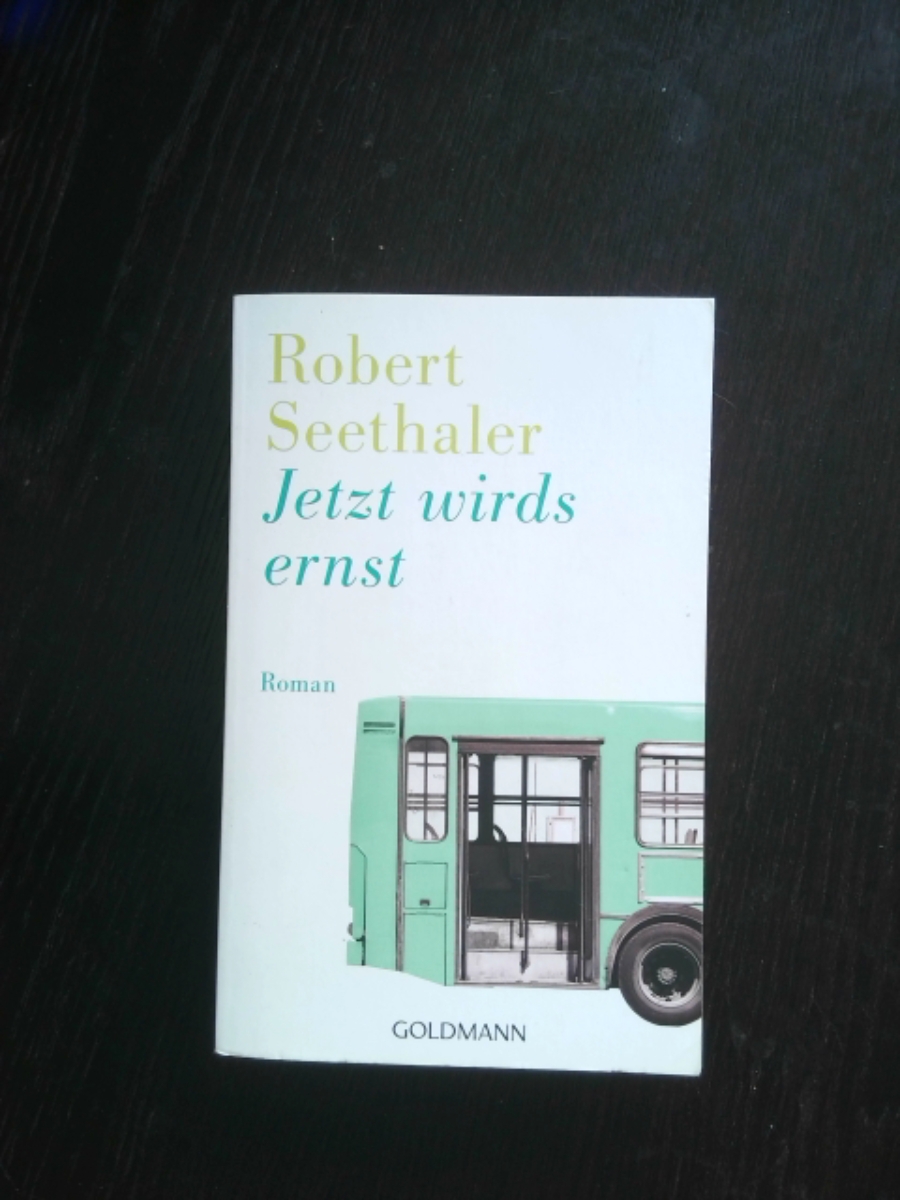 Robert
Seethaler
Jetzt wirds
ernst
Roman
GOLDMANN